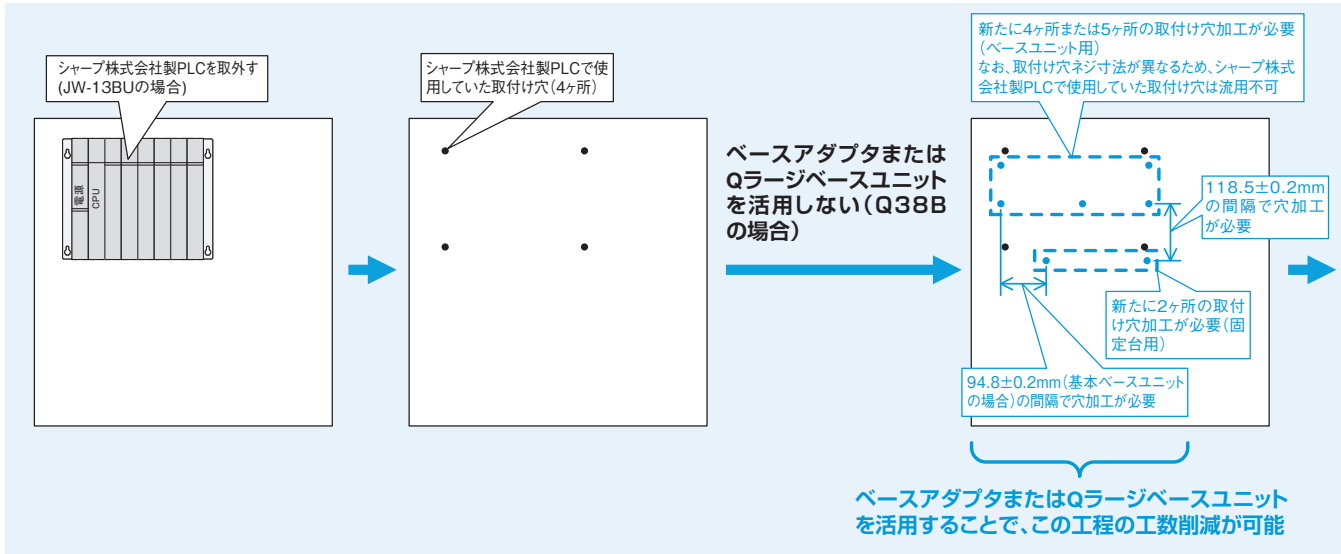 シャープ株式会社製PLCを取外す
(JW-13BUの場合)
電源
CPU
シャープ株式会社製PLCで使
用していた取付け穴(4ヶ所)
ベースアダプタまたは
Qラージベースユニット
を活用しない(Q38B
の場合)
新たに4ヶ所または5ヶ所の取付け穴加工が必要
(ベースユニット用)
なお、取付け穴ネジ寸法が異なるため、シャープ株式
会社製PLCで使用していた取付け穴は流用不可
118.5±0.2mm
の間隔で穴加工
が必要
新たに2ヶ所の取付
け穴加工が必要(固
定台用)
94.8±0.2mm(基本ベースユニット
の場合)の間隔で穴加工が必要
ベースアダプタまたはQラージベースユニット
を活用することで、この工程の工数削減が可能